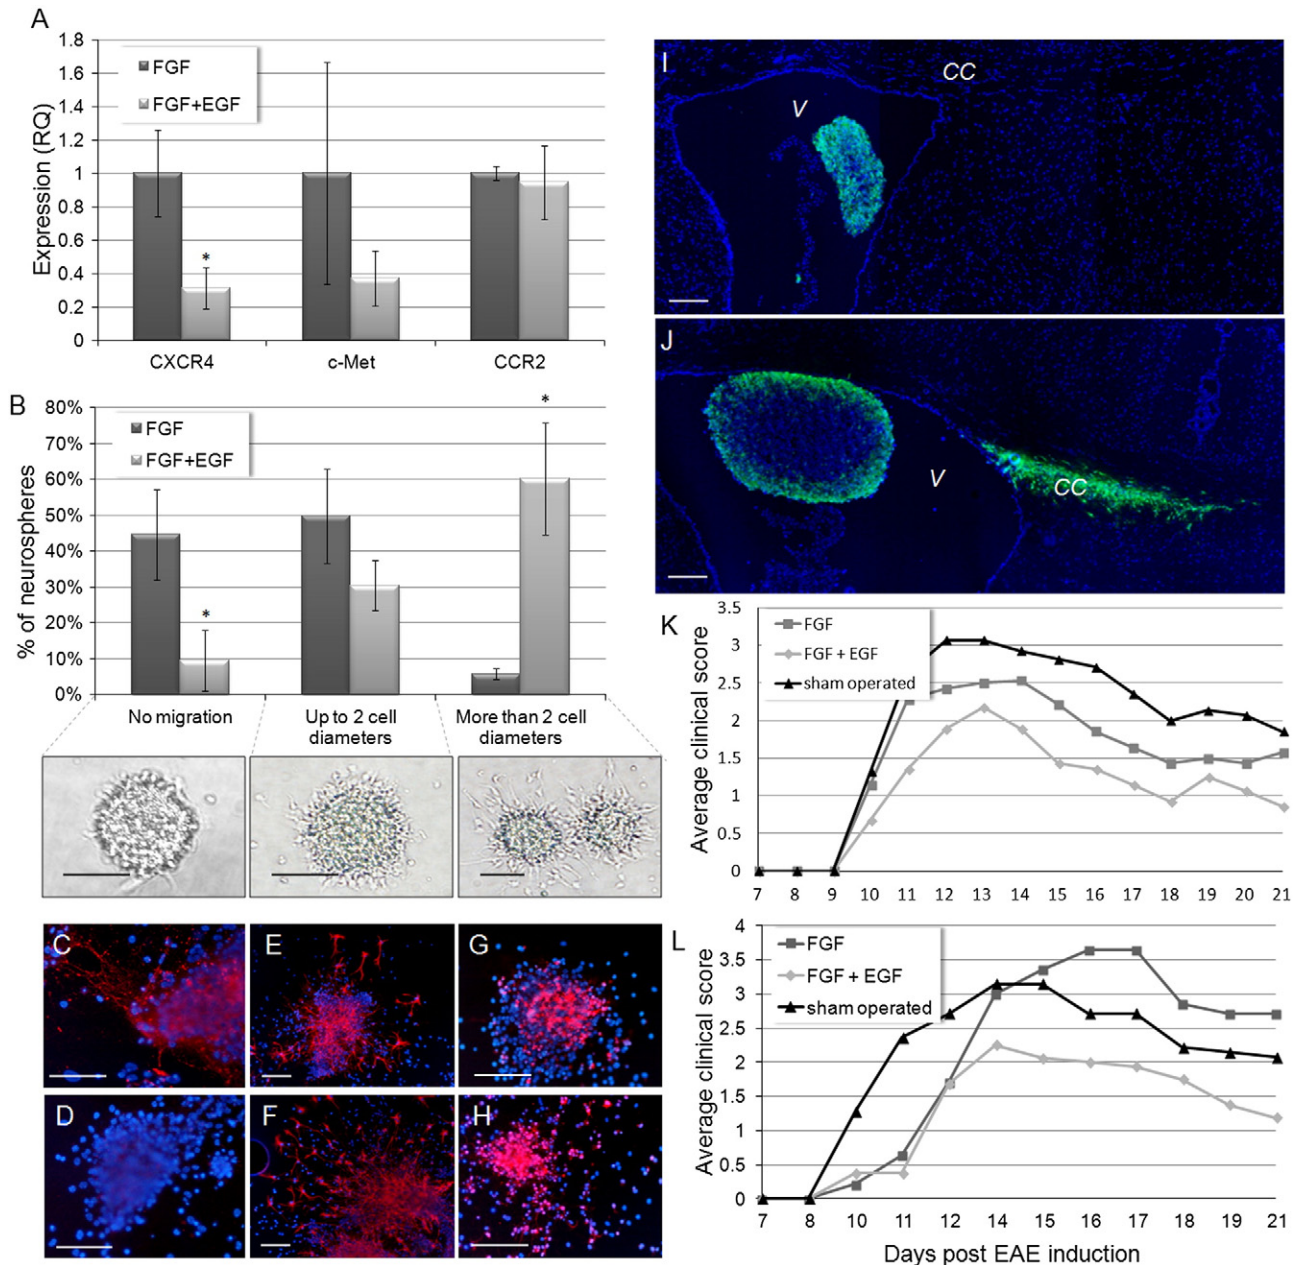 A
Expression (RQ)
1.8
1.6
1.4
1.2
1
0.8
0.6
0.4
0.2
0
FGF
FGF+EGF
*
CXCR4
c-Met
CCR2
B
% of neurospheres
80%
70%
60%
50%
40%
30%
20%
10%
0%
FGF
FGF+EGF
*
*
No migration
Up to 2 cell
diameters
More than 2 cell
diameters
C
E
G
D
F
H
I
V
CC
J
V
CC
K
Average clinical score
3.5
3
2.5
2
1.5
1
0.5
0
FGF
FGF + EGF
sham operated
7 8 9 10 11 12 13 14 15 16 17 18 19 20 21
L
Average clinical score
4
3.5
3
2.5
2
1.5
1
0.5
0
FGF
FGF + EGF
sham operated
7 8 10 11 12 14 15 16 17 18 19 21
Days post EAE induction